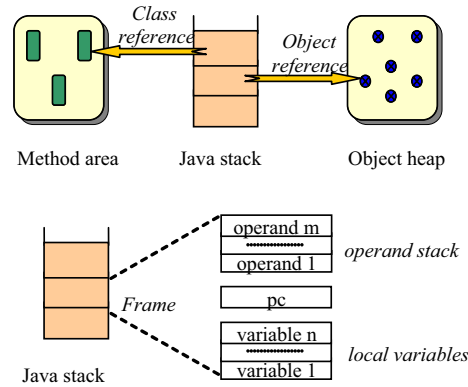 Class
reference
Object
reference
Method area
Java stack
Object heap
operand m
operand 1
operand stack
Frame
pc
variable n
variable 1
local variables
Java stack